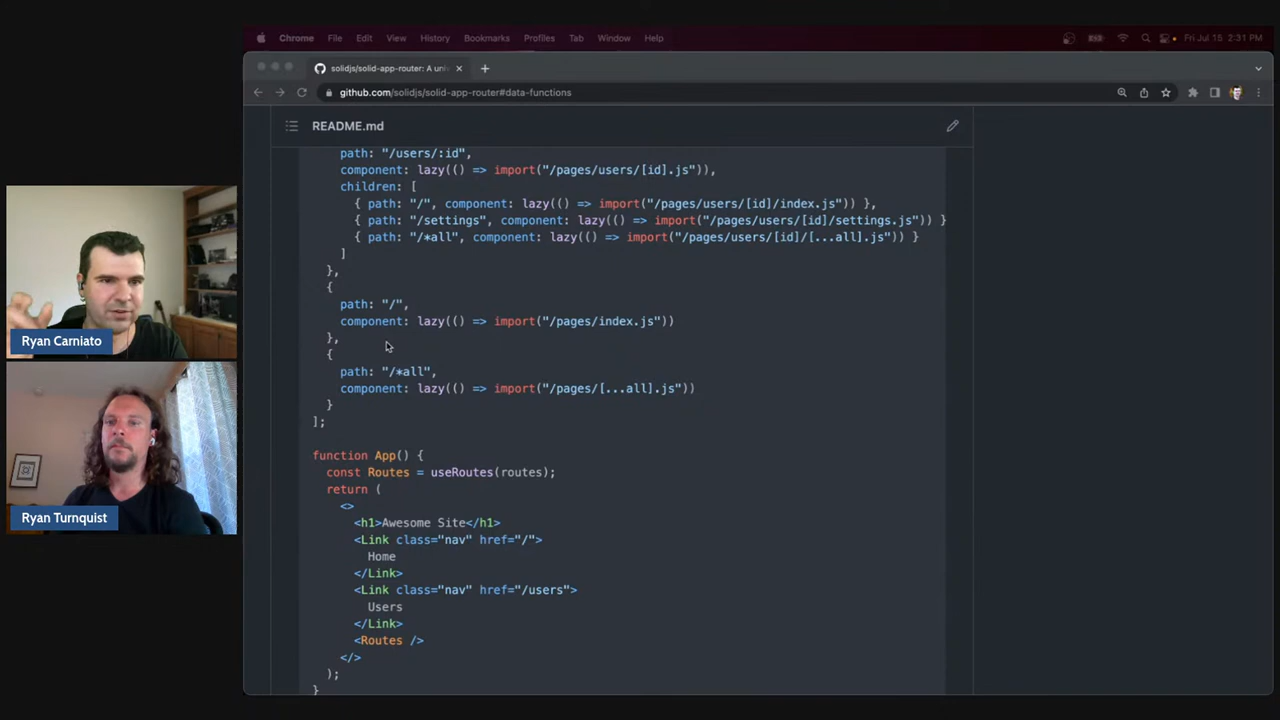 Chrome File Edit View History Bookmarks Profiles Tab Window Help
Fri Jul 15 2:31 PM
solidjs/solid-app-router: A uni
github.com/solidjs/solid-app-router#data-functions
README.md
path: "/users/:id",
component: lazy(() => import("/pages/users/[id].js")),
children: [
{ path: "/", component: lazy(() => import("/pages/users/[id]/index.js")) },
{ path: "/settings", component: lazy(() => import("/pages/users/[id]/settings.js")) }
{ path: "/*all", component: lazy(() => import("/pages/users/[id]/[...all].js")) }
]
},
{
path: "/",
component: lazy(() => import("/pages/index.js"))
},
{
path: "/*all",
component: lazy(() => import("/pages/[...all].js"))
}
];
function App() {
const Routes = useRoutes(routes);
return (
<>
<h1>Awesome Site</h1>
<Link class="nav" href="/">
Home
</Link>
<Link class="nav" href="/users">
Users
</Link>
<Routes />
</>
);
}
Ryan Carniato
Ryan Turnquist